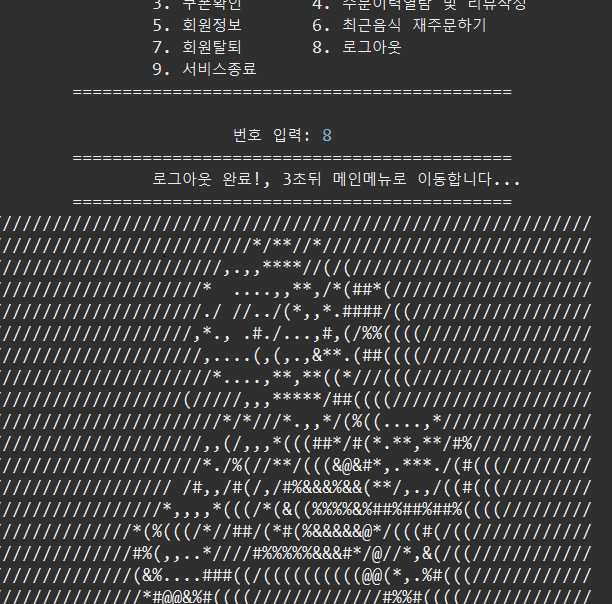 3. 쿠폰확인 4. 주문이력열람 및 리뷰작성
5. 회원정보 6. 최근음식 재주문하기
7. 회원탈퇴 8. 로그아웃
9. 서비스종료
============================================
번호 입력: 8
============================================
로그아웃 완료!, 3초뒤 메인메뉴로 이동합니다...
============================================